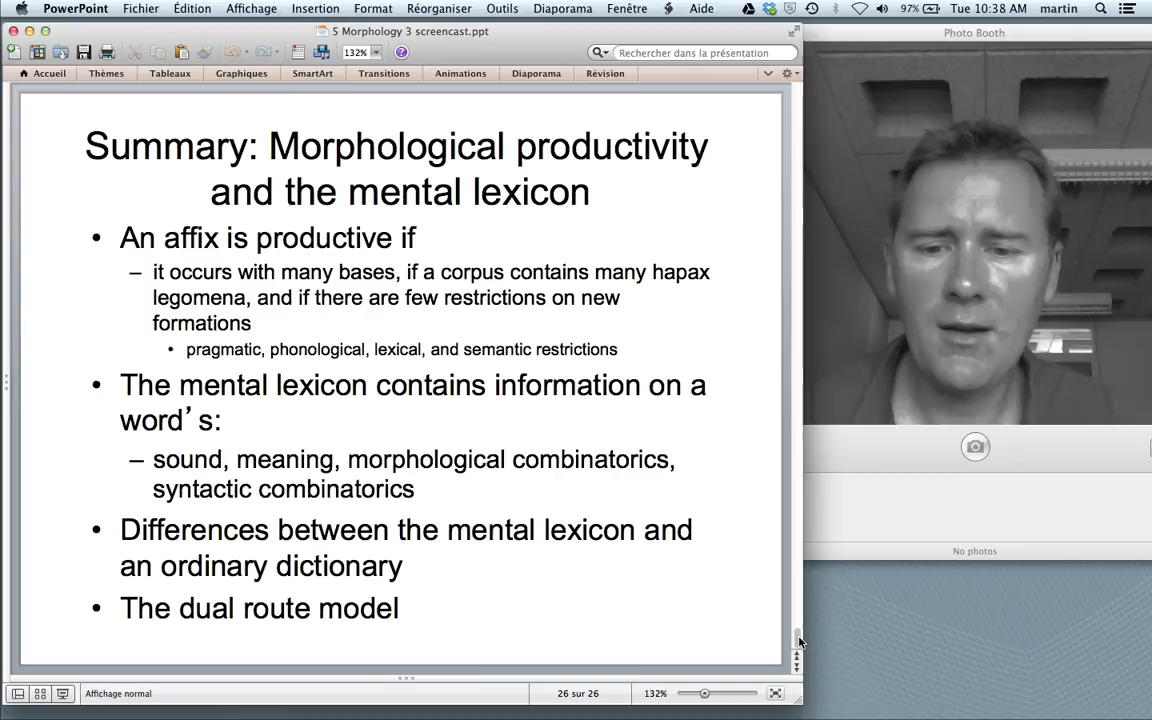 PowerPoint Fichier Édition Affichage Insertion Format Réorganiser Outils Diaporama Fenêtre Aide 97% Tue 10:38 AM martin
5 Morphology 3 screencast.ppt
Photo Booth
132% Rechercher dans la présentation
Accueil Thèmes Tableaux Graphiques SmartArt Transitions Animations Diaporama Révision
Summary: Morphological productivity
and the mental lexicon
• An affix is productive if
– it occurs with many bases, if a corpus contains many hapax
legomena, and if there are few restrictions on new
formations
• pragmatic, phonological, lexical, and semantic restrictions
• The mental lexicon contains information on a
word’s:
– sound, meaning, morphological combinatorics,
syntactic combinatorics
• Differences between the mental lexicon and
an ordinary dictionary
• The dual route model
No photos
Affichage normal 26 sur 26 132%